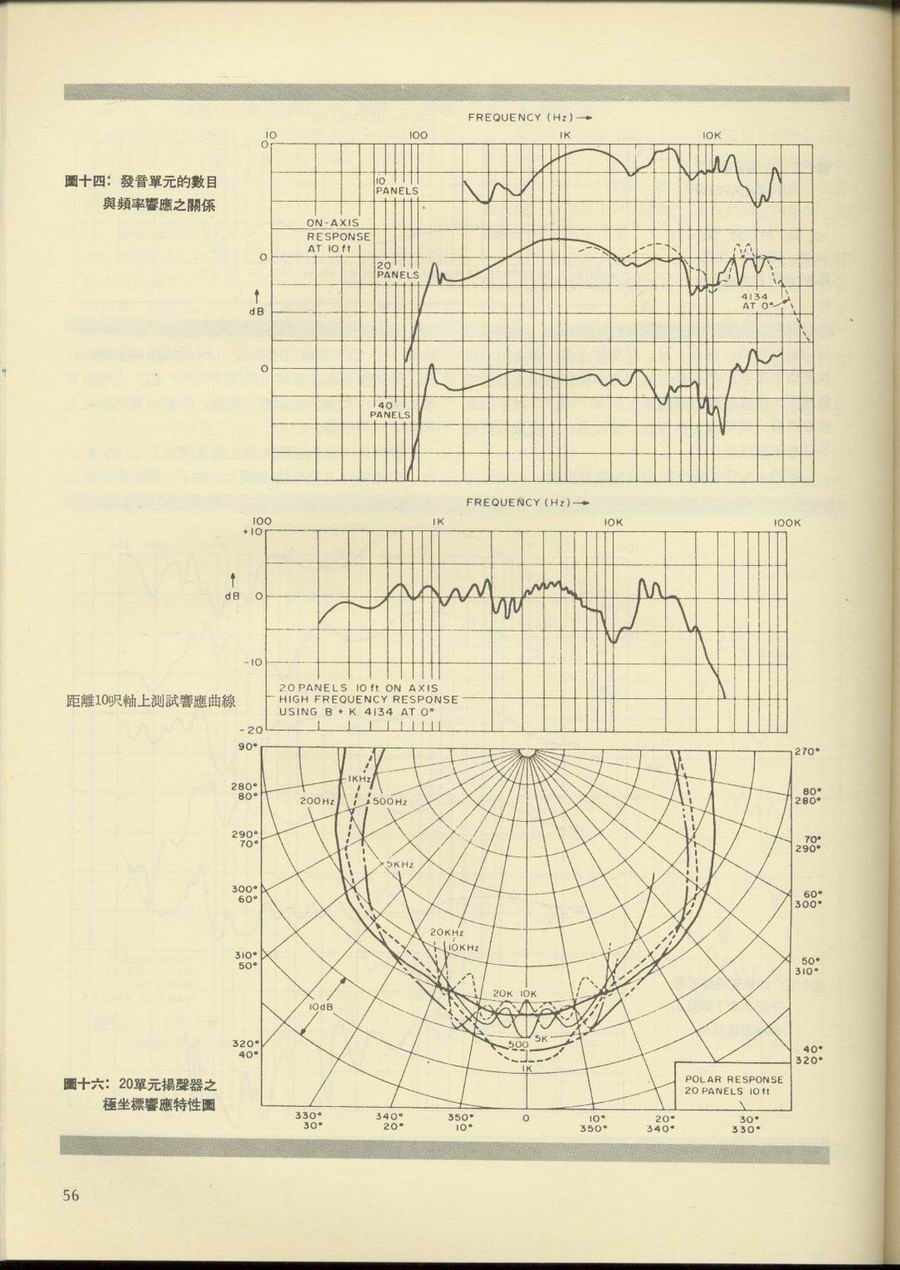 FREQUENCY (Hz) →
10 100 1K 10K
圖十四：發音單元的數目
與頻率響應之關係
0
10
PANELS
ON-AXIS
RESPONSE
AT 10 ft
0
20
PANELS
↑
dB
4134
AT 0°
0
40
PANELS
FREQUENCY (Hz) →
100 1K 10K 100K
+10
↑
dB 0
-10
-20
20 PANELS 10 ft ON AXIS
HIGH FREQUENCY RESPONSE
USING B + K 4134 AT 0°
距離10呎軸上測試響應曲線
90° 270°
280° 80°
80° 280°
290° 70°
70° 290°
300° 60°
60° 300°
310° 50°
50° 310°
320° 40°
40° 320°
1KHz
200Hz 500Hz
5KHz
20KHz
10KHz
10dB
20K 10K
5K
500
1K
POLAR RESPONSE
20 PANELS 10 ft
圖十六：20單元揚聲器之
極坐標響應特性圖
330° 340° 350° 0 10° 20° 30°
30° 20° 10° 350° 340° 330°
56